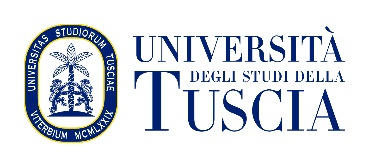 UNIVERSITAS STUDIORUM TUSCIAE
VITERBIUM MCMLXXIX
UNIVERSITÀ
DEGLI STUDI DELLA
TUSCIA